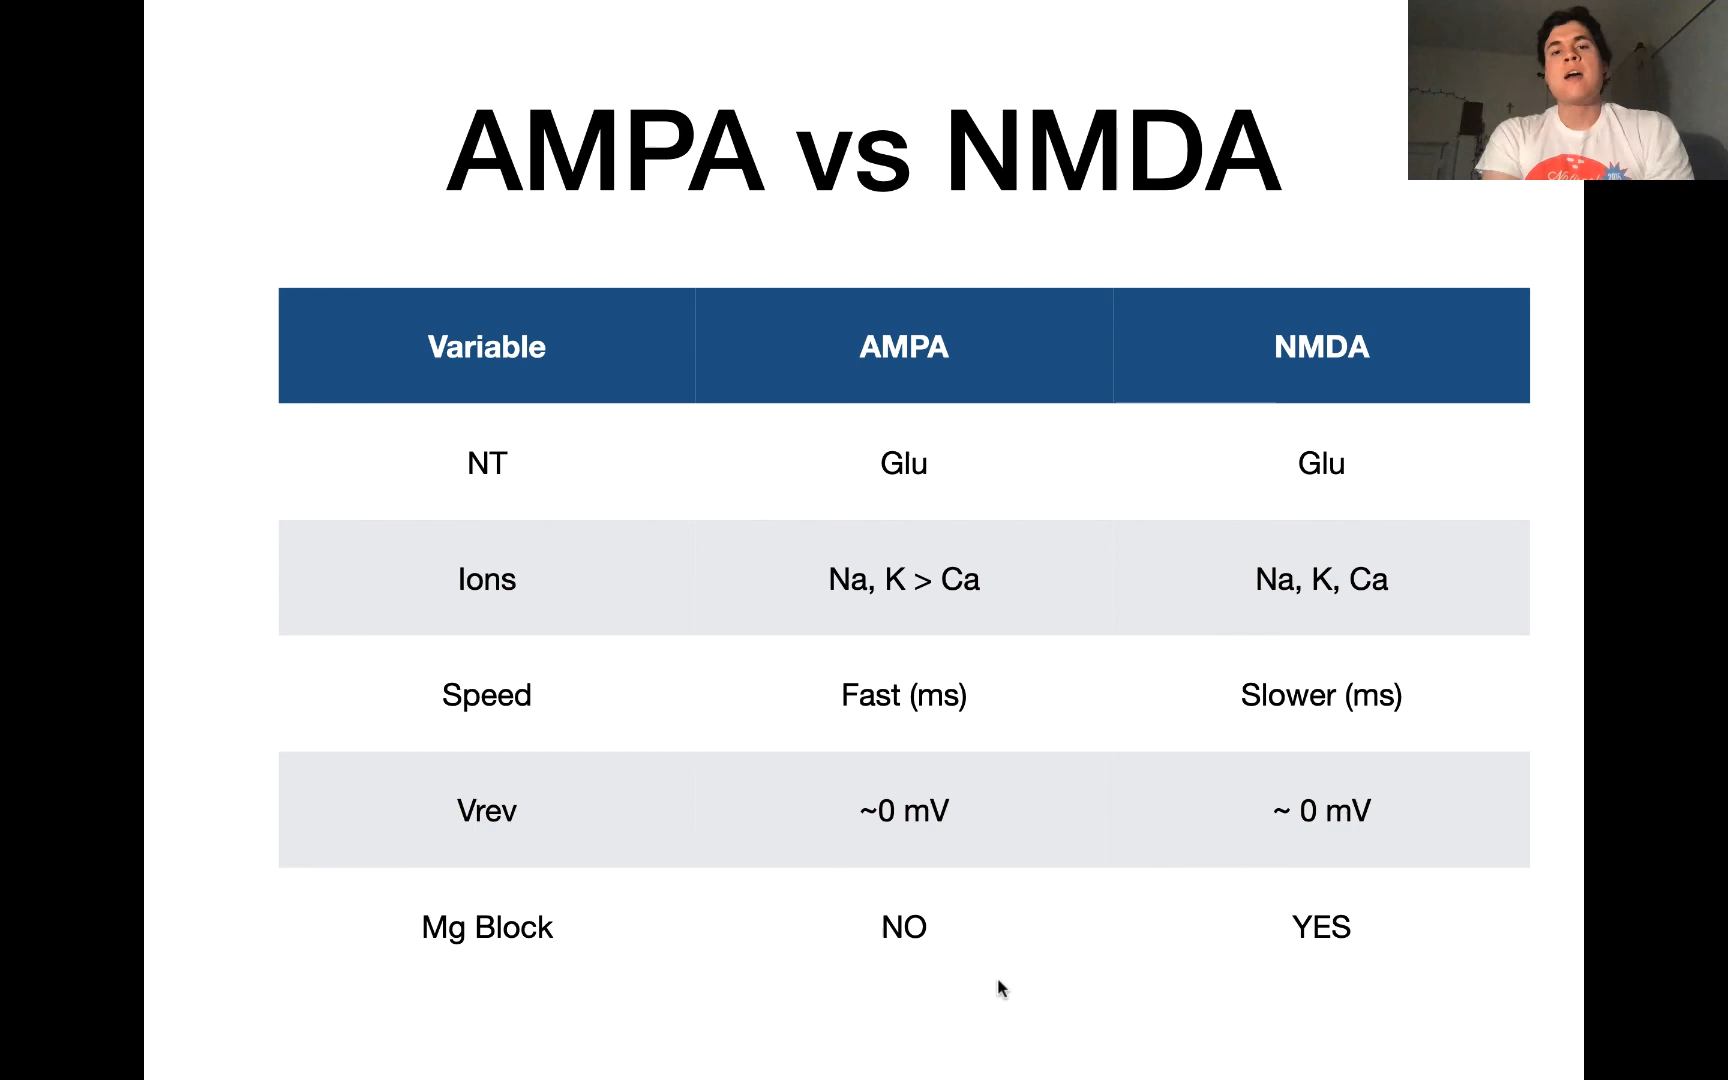 AMPA vs NMDA
Variable AMPA NMDA
NT Glu Glu
Ions Na, K > Ca Na, K, Ca
Speed Fast (ms) Slower (ms)
Vrev ~0 mV ~ 0 mV
Mg Block NO YES